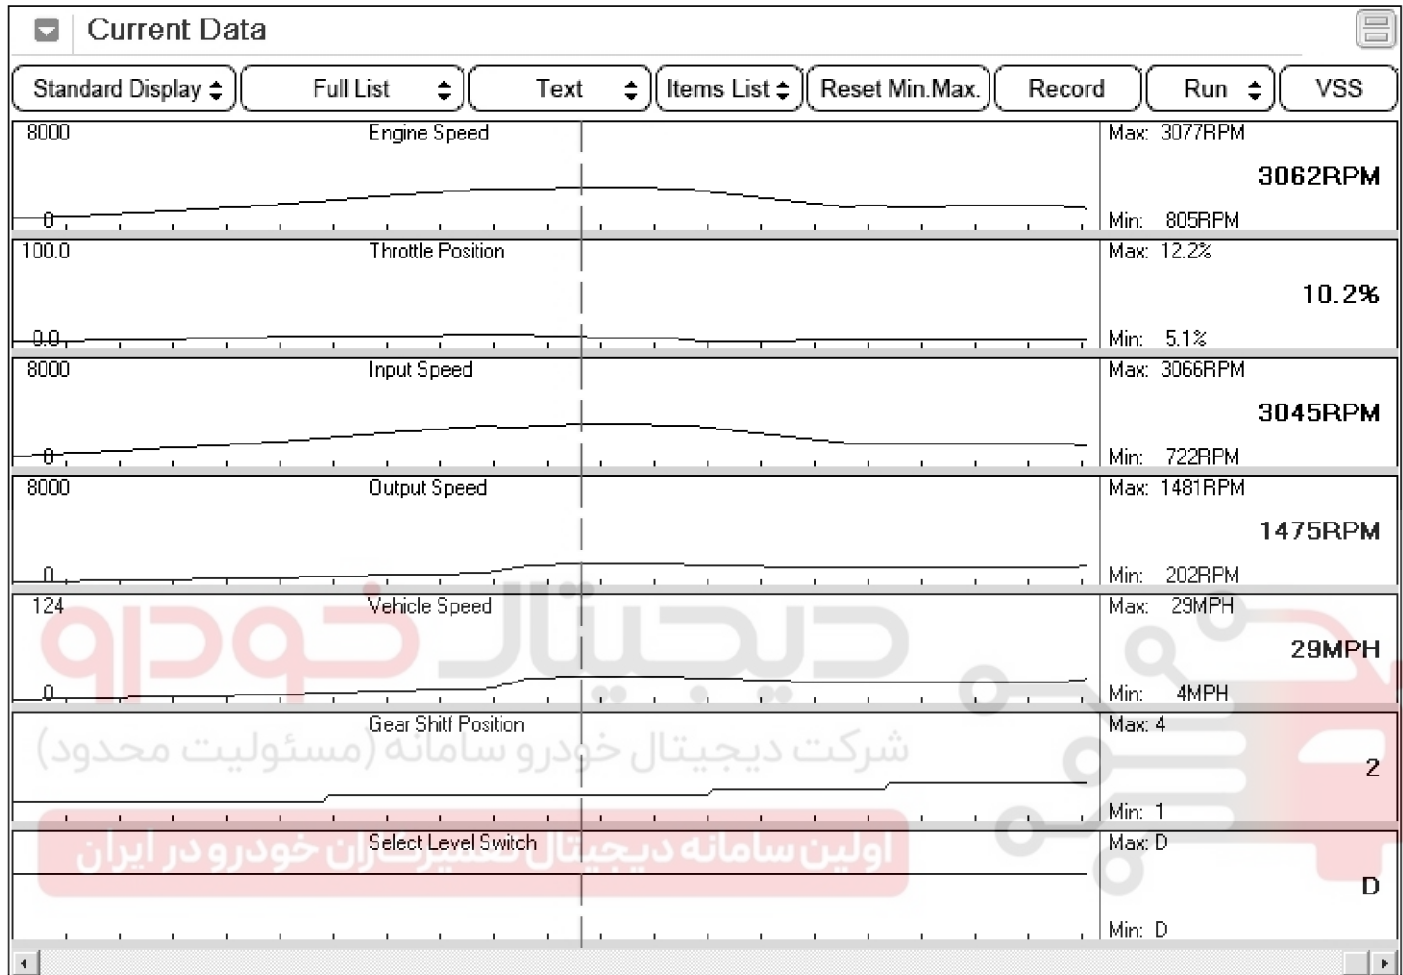 Current Data
Standard Display Full List Text Items List Reset Min.Max. Record Run VSS
8000 Engine Speed Max: 3077RPM
3062RPM
0 Min: 805RPM
100.0 Throttle Position Max: 12.2%
10.2%
0.0 Min: 5.1%
8000 Input Speed Max: 3066RPM
3045RPM
0 Min: 722RPM
8000 Output Speed Max: 1481RPM
1475RPM
0 Min: 202RPM
124 Vehicle Speed Max: 29MPH
دیجیتال خودرو
29MPH
0 Min: 4MPH
Gear Shitf Position Max: 4
شرکت دیجیتال خودرو سامانه (مسئولیت محدود)
2
Min: 1
Select Level Switch Max: D
اولین سامانه دیجیتال تعمیرکاران خودرو در ایران
D
Min: D